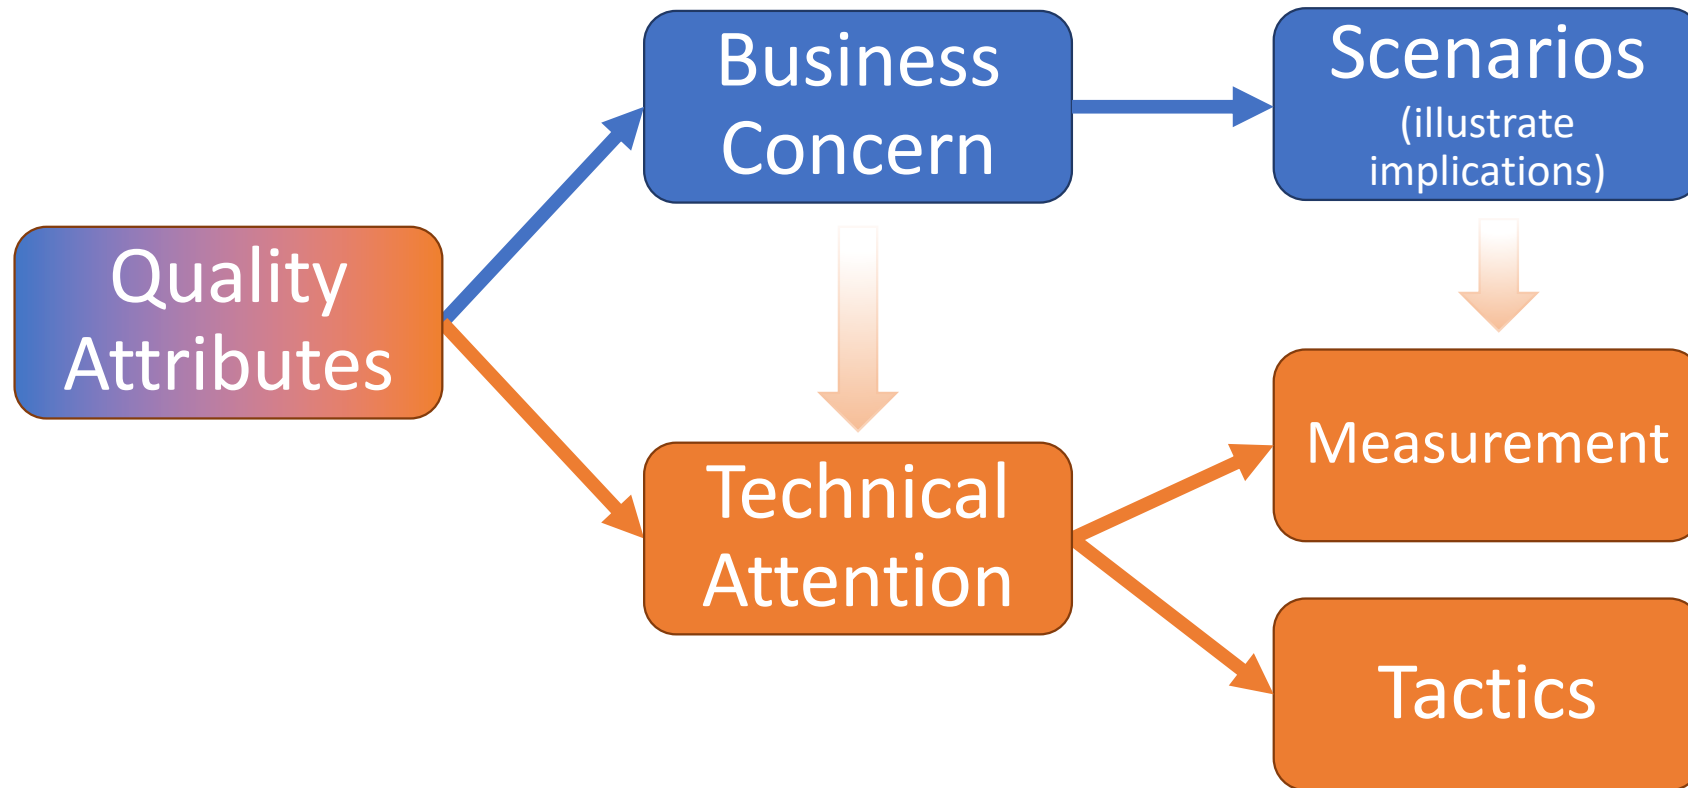 Quality
Attributes
Business
Concern
Scenarios
(illustrate
implications)
Technical
Attention
Measurement
Tactics